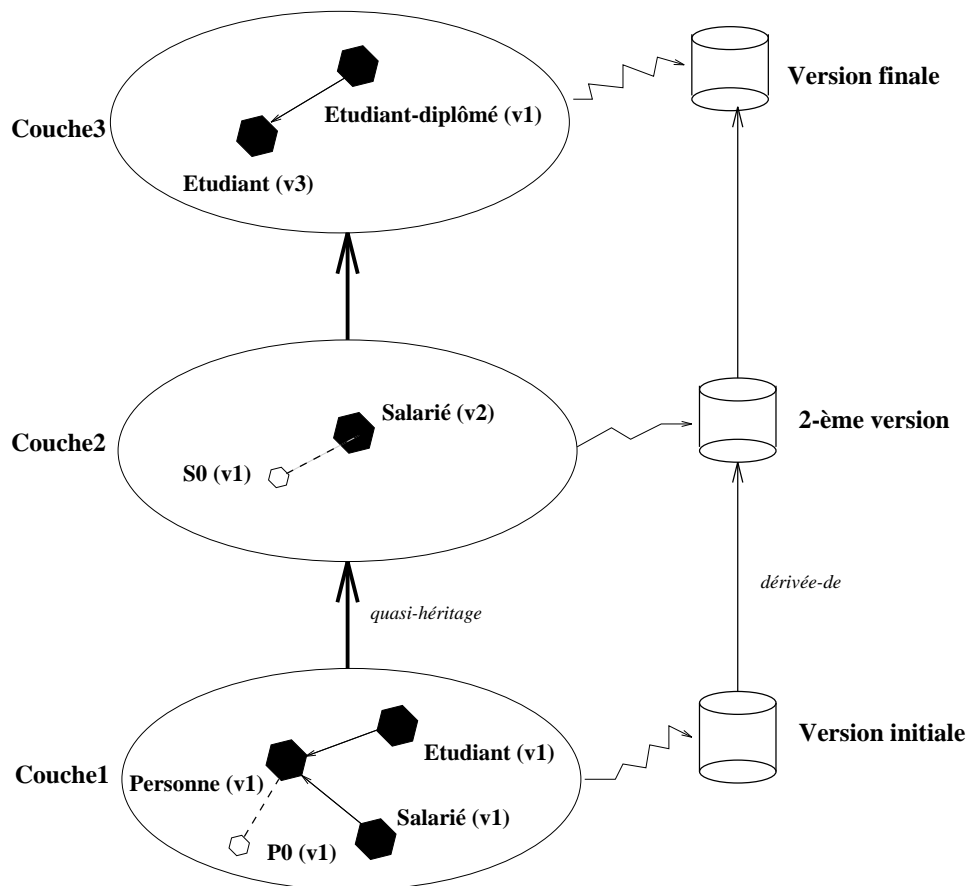 Version finale
Etudiant-diplômé (v1)
Couche3
Etudiant (v3)
Salarié (v2)
2-ème version
Couche2
S0 (v1)
dérivée-de
quasi-héritage
Version initiale
Etudiant (v1)
Couche1
Personne (v1)
Salarié (v1)
P0 (v1)